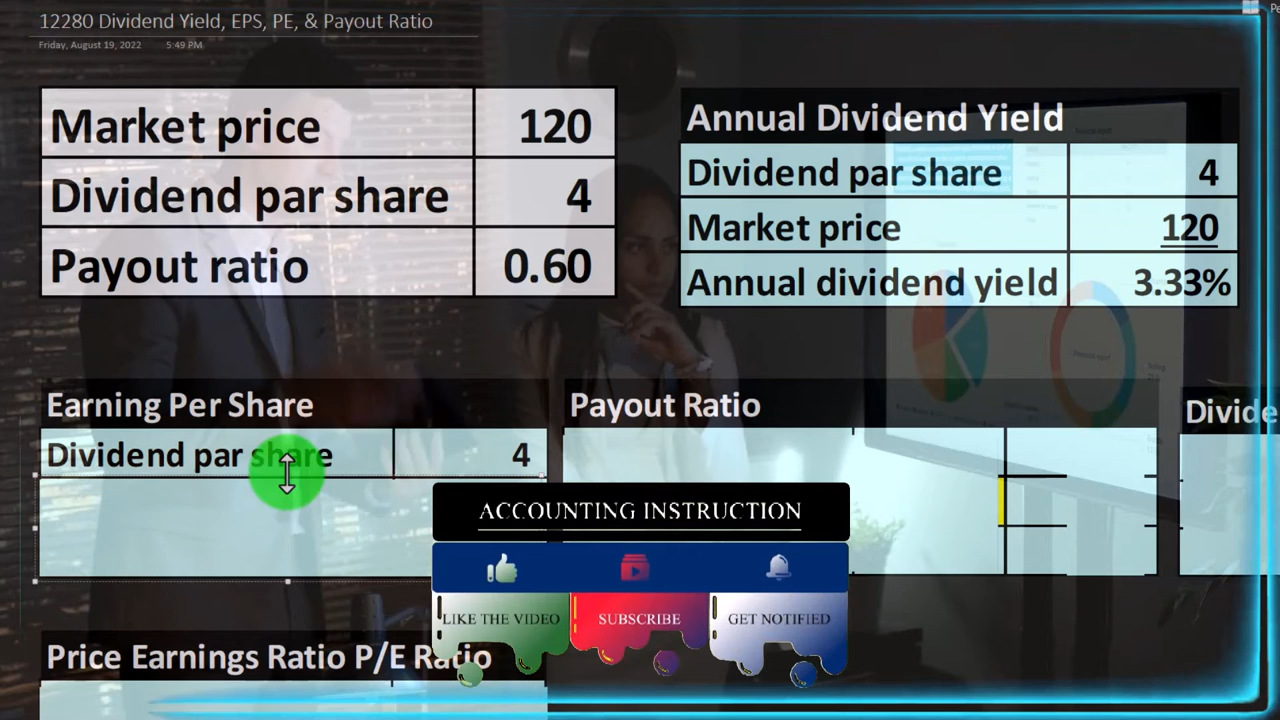 12280 Dividend Yield, EPS, PE, & Payout Ratio
Friday, August 19, 2022 5:49 PM
Market price 120
Dividend par share 4
Payout ratio 0.60
Annual Dividend Yield
Dividend par share 4
Market price 120
Annual dividend yield 3.33%
Earning Per Share
Dividend par share 4
Payout Ratio
Divide
ACCOUNTING INSTRUCTION
LIKE THE VIDEO
SUBSCRIBE
GET NOTIFIED
Price Earnings Ratio P/E Ratio